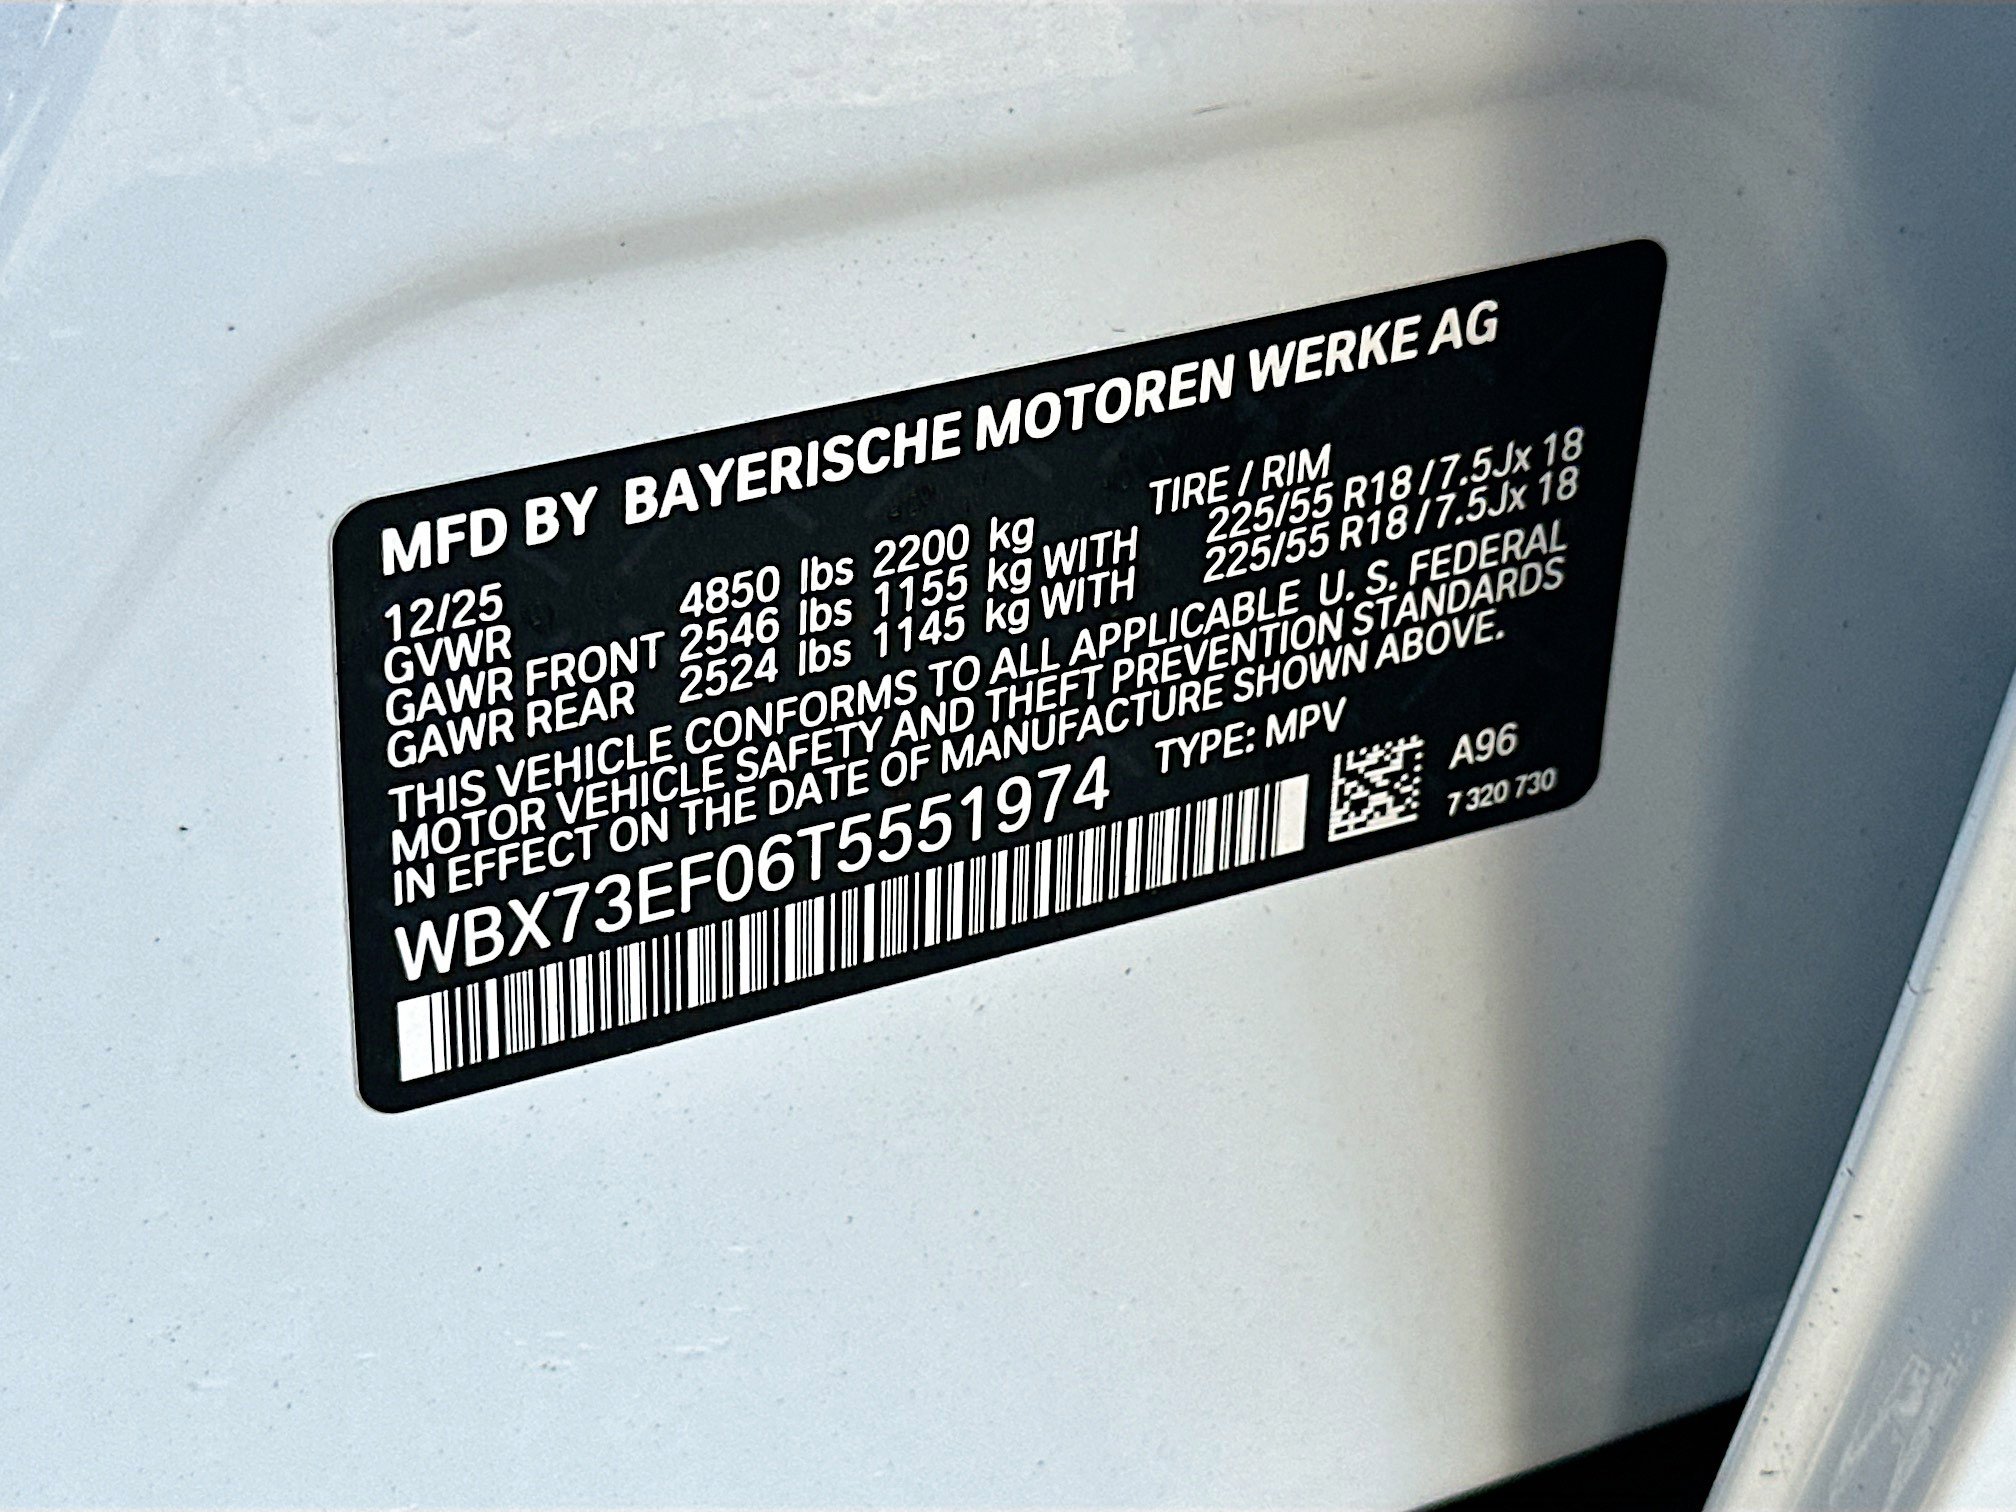 MFD BY BAYERISCHE MOTOREN WERKE AG
12/25 TIRE / RIM
GVWR 4850 lbs 2200 kg
GAWR FRONT 2546 lbs 1155 kg WITH 225/55 R18 / 7.5Jx 18
GAWR REAR 2524 lbs 1145 kg WITH 225/55 R18 / 7.5Jx 18
THIS VEHICLE CONFORMS TO ALL APPLICABLE U. S. FEDERAL
MOTOR VEHICLE SAFETY AND THEFT PREVENTION STANDARDS
IN EFFECT ON THE DATE OF MANUFACTURE SHOWN ABOVE.
WBX73EF06T5551974 TYPE: MPV
A96
7 320 730